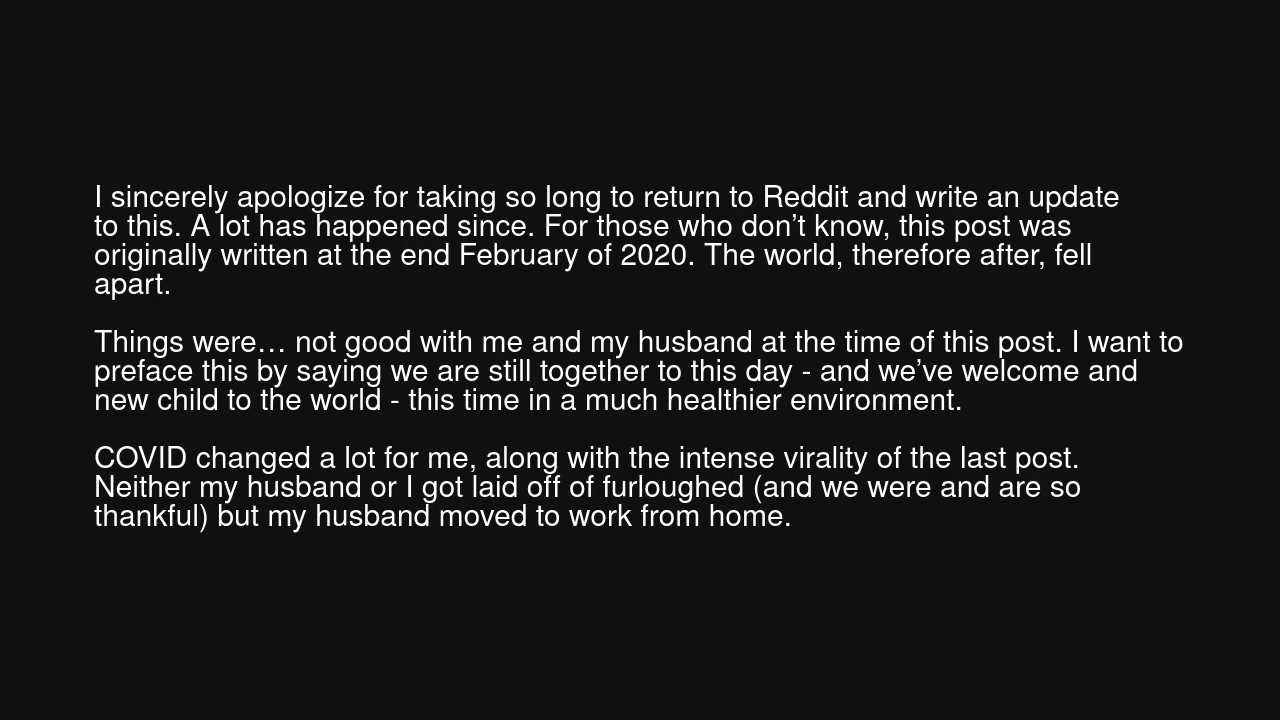 I sincerely apologize for taking so long to return to Reddit and write an update
to this. A lot has happened since. For those who don’t know, this post was
originally written at the end February of 2020. The world, therefore after, fell
apart.
Things were… not good with me and my husband at the time of this post. I want to
preface this by saying we are still together to this day - and we’ve welcome and
new child to the world - this time in a much healthier environment.
COVID changed a lot for me, along with the intense virality of the last post.
Neither my husband or I got laid off of furloughed (and we were and are so
thankful) but my husband moved to work from home.